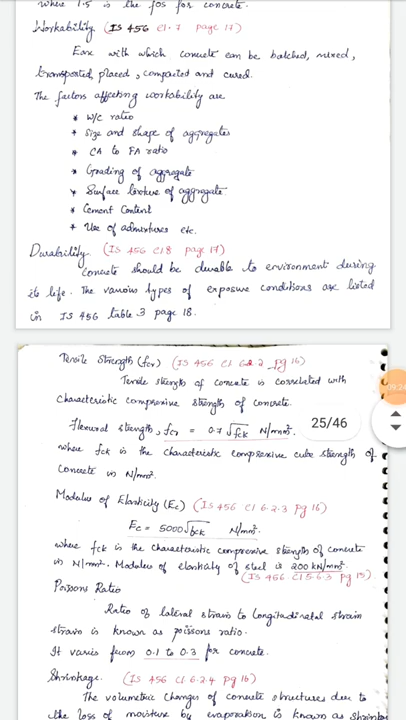 where 1.5 is the fos for concrete.
Workability (IS 456 cl. 7 page 17)
Ease with which concrete can be batched, mixed,
transported, placed, compacted and cured.
The factors affecting workability are
* W/C ratio
* Size and shape of aggregates
* CA to FA ratio
* Grading of aggregate
* Surface texture of aggregate
* Cement Content
* Use of admixtures etc.
Durability. (IS 456 cl 8 page 17)
Concrete should be durable to environment during
its life. The various types of exposure conditions are listed
in IS 456 table 3 page 18.
Tensile Strength (fcr) (IS 456 cl 6.2.2 pg 16)
Tensile strength of concrete is correlated with
characteristic compressive strength of concrete.
Flexural strength, fcr = 0.7 √fck N/mm².
25/46
where fck is the characteristic compressive cube strength of
concrete in N/mm².
Modulus of Elasticity (Ec) (IS 456 cl 6.2.3 pg 16)
Ec = 5000√fck N/mm².
where fck is the characteristic compressive strength of concrete
in N/mm². Modulus of elasticity of steel is 200 kN/mm².
(IS 456 cl 5.6.3 pg 15)
Poissons Ratio
Ratio of lateral strain to longitudinal strain
strain is known as poissons ratio.
It varies from 0.1 to 0.3 for concrete.
Shrinkage. (IS 456 cl 6.2.4 pg 16)
The volumetric changes of concrete structures due to
the loss of moisture by evaporation is known as